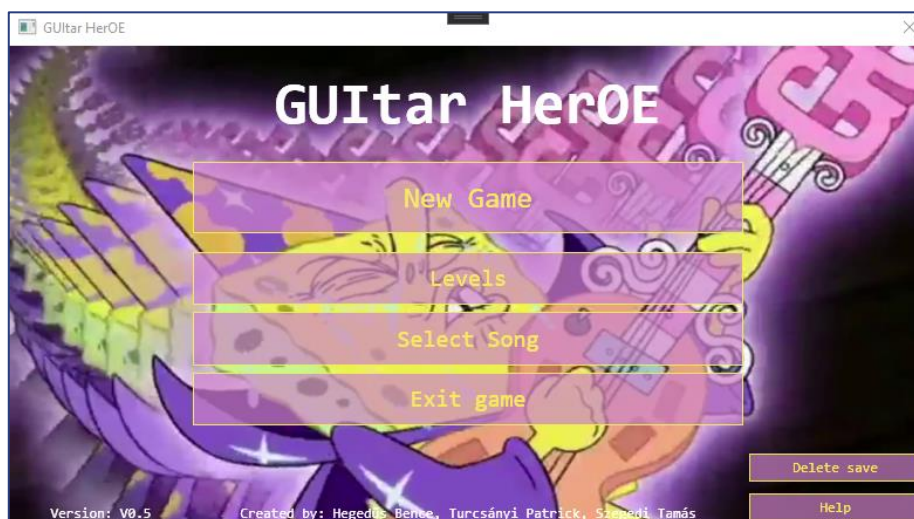 GUItar HerOE
GUItar HerOE
New Game
Levels
Select Song
Exit game
Delete save
Help
Version: V0.5
Created by: Hegedűs Bence, Turcsányi Patrick, Szegedi Tamás